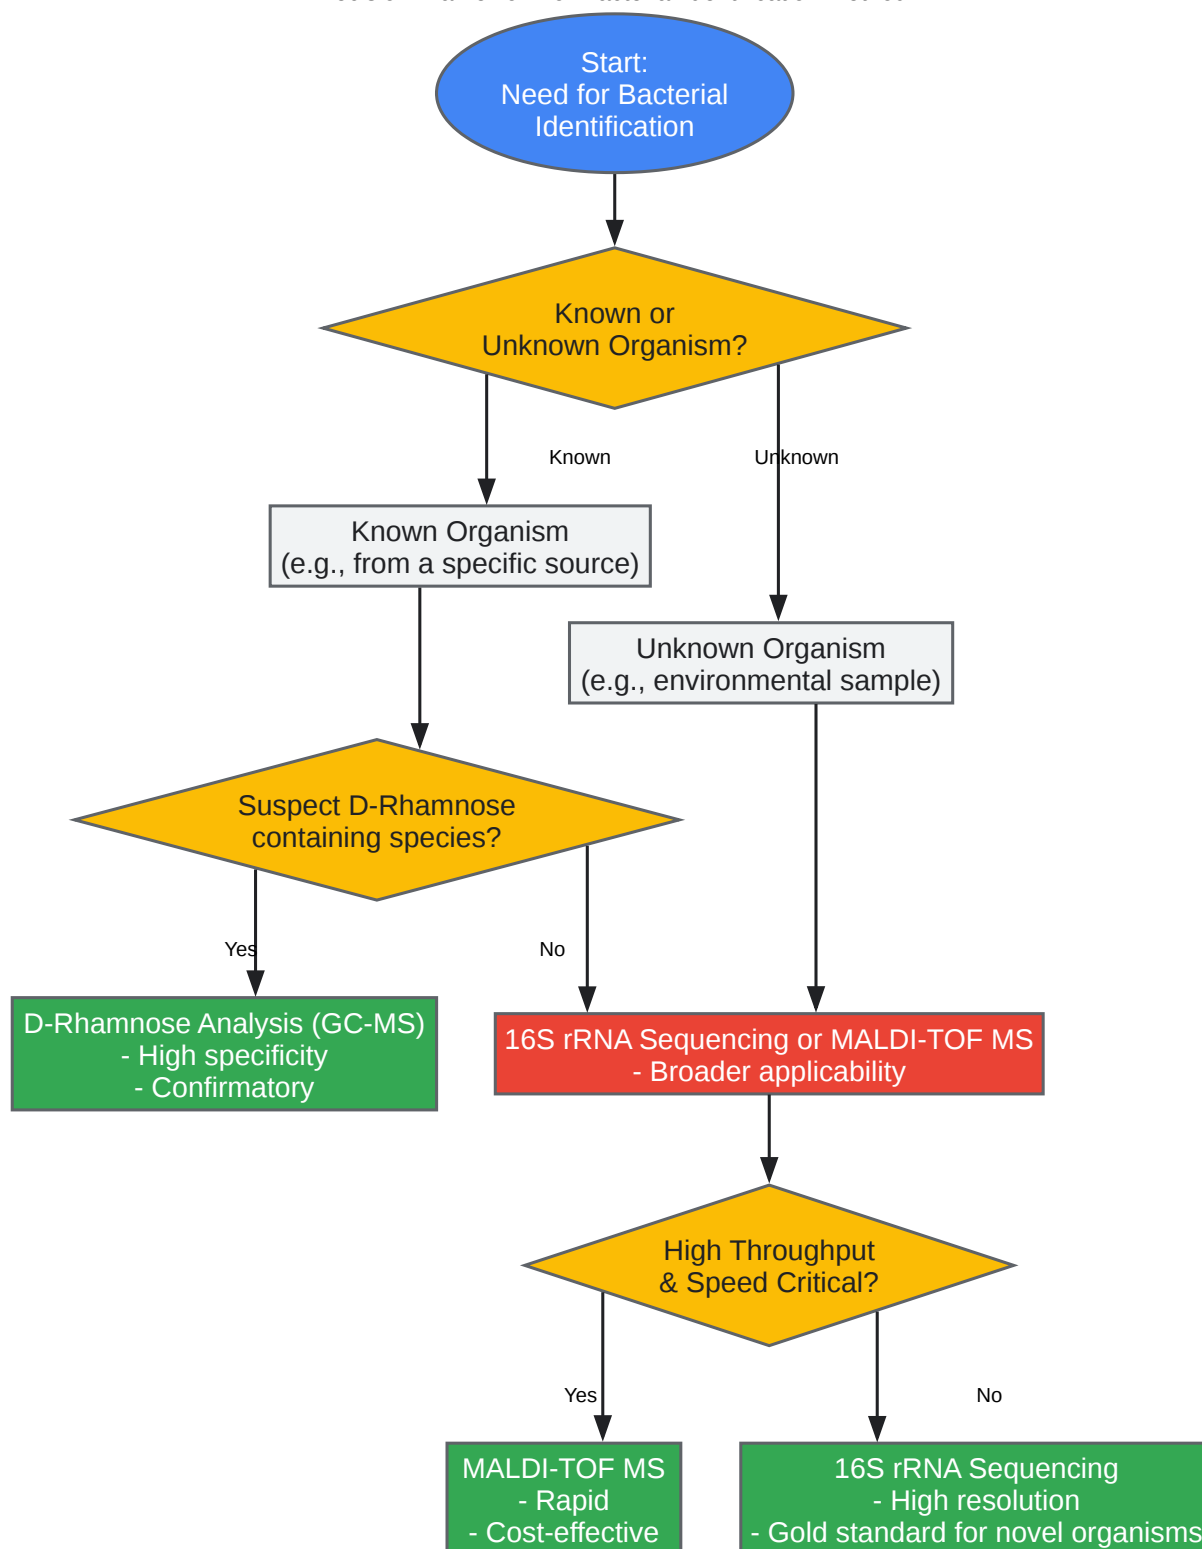 Start:
Need for Bacterial
Identification
Known or
Unknown Organism?
Known
Unknown
Known Organism
(e.g., from a specific source)
Unknown Organism
(e.g., environmental sample)
Suspect D-Rhamnose
containing species?
Yes
No
D-Rhamnose Analysis (GC-MS)
- High specificity
- Confirmatory
16S rRNA Sequencing or MALDI-TOF MS
- Broader applicability
High Throughput
& Speed Critical?
Yes
No
MALDI-TOF MS
- Rapid
- Cost-effective
16S rRNA Sequencing
- High resolution
- Gold standard for novel organisms